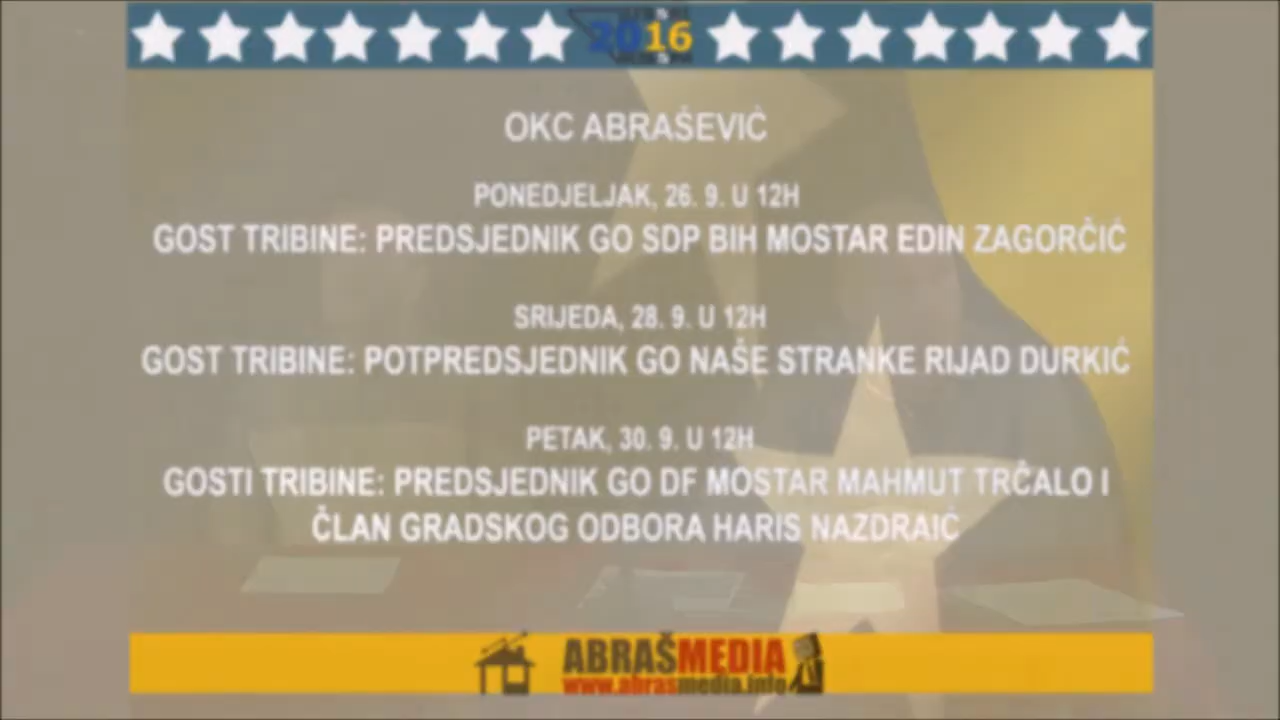 2016
OKC ABRAŠEVIĆ
PONEDJELJAK, 26. 9. U 12H
GOST TRIBINE: PREDSJEDNIK GO SDP BIH MOSTAR EDIN ZAGORČIĆ
SRIJEDA, 28. 9. U 12H
GOST TRIBINE: POTPREDSJEDNIK GO NAŠE STRANKE RIJAD DURKIĆ
PETAK, 30. 9. U 12H
GOSTI TRIBINE: PREDSJEDNIK GO DF MOSTAR MAHMUT TRČALO I
ČLAN GRADSKOG ODBORA HARIS NAZDRAIĆ
ABRAŠMEDIA
www.abrasmedia.info